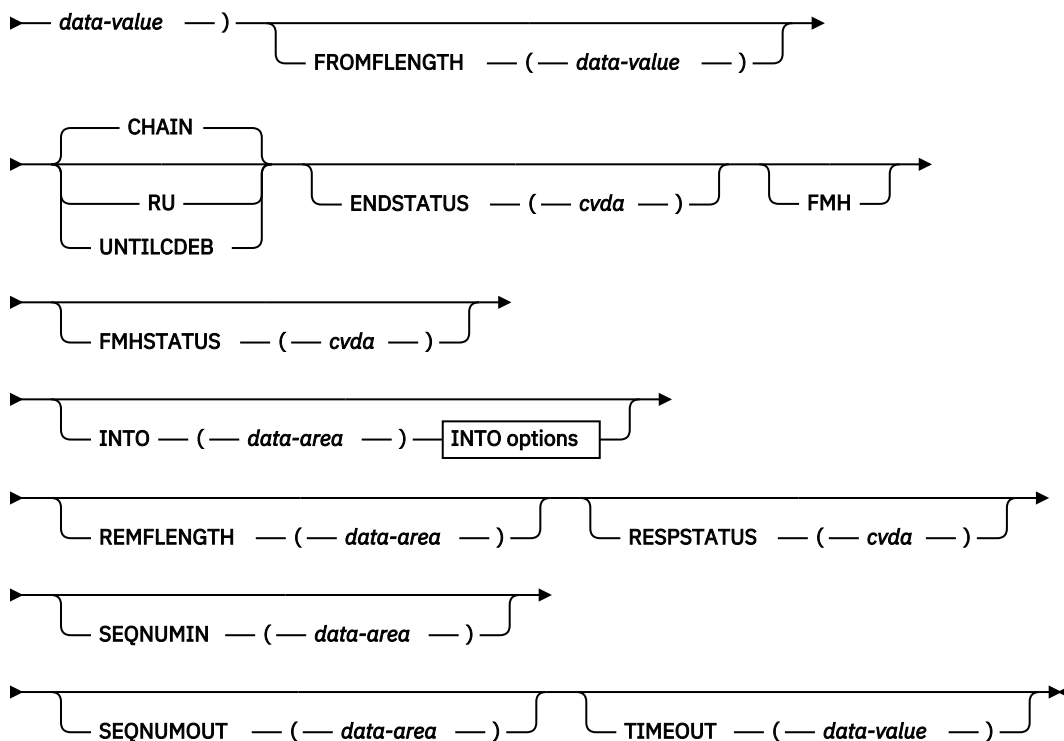 data-value )
FROMFLENGTH ( data-value )
CHAIN
RU
UNTILCDEB
ENDSTATUS ( cvda )
FMH
FMHSTATUS ( cvda )
INTO ( data-area ) INTO options
REMFLENGTH ( data-area )
RESPSTATUS ( cvda )
SEQNUMIN ( data-area )
SEQNUMOUT ( data-area )
TIMEOUT ( data-value )